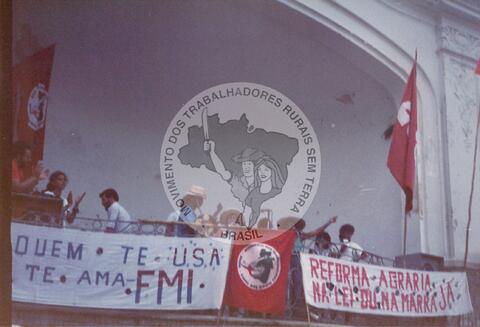 MOVIMENTO DOS TRABALHADORES RURAIS SEM TERRA
BRASIL
QUEM • TE • USA
TE • AMA • FMI •
REFORMA AGRARIA
NA LEI OU NA MARRA JÁ